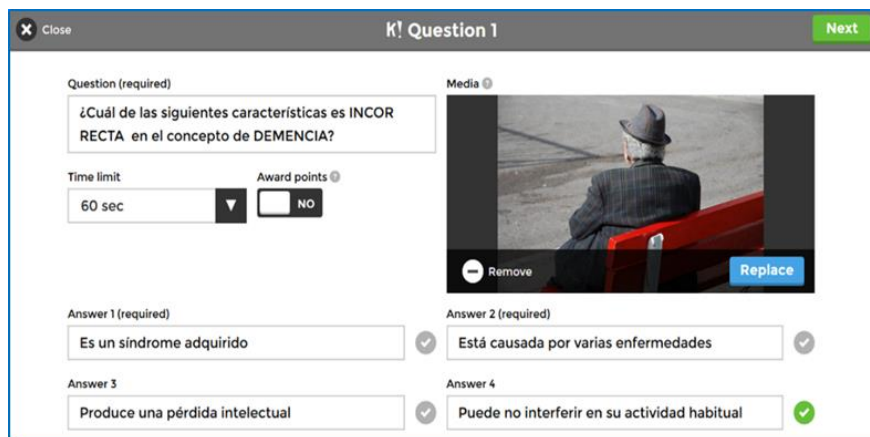 Close
K! Question 1
Next
Question (required)
Media ?
¿Cuál de las siguientes características es INCOR
RECTA en el concepto de DEMENCIA?
Time limit
Award points ?
60 sec
NO
Remove
Replace
Answer 1 (required)
Answer 2 (required)
Es un síndrome adquirido
Está causada por varias enfermedades
Answer 3
Answer 4
Produce una pérdida intelectual
Puede no interferir en su actividad habitual